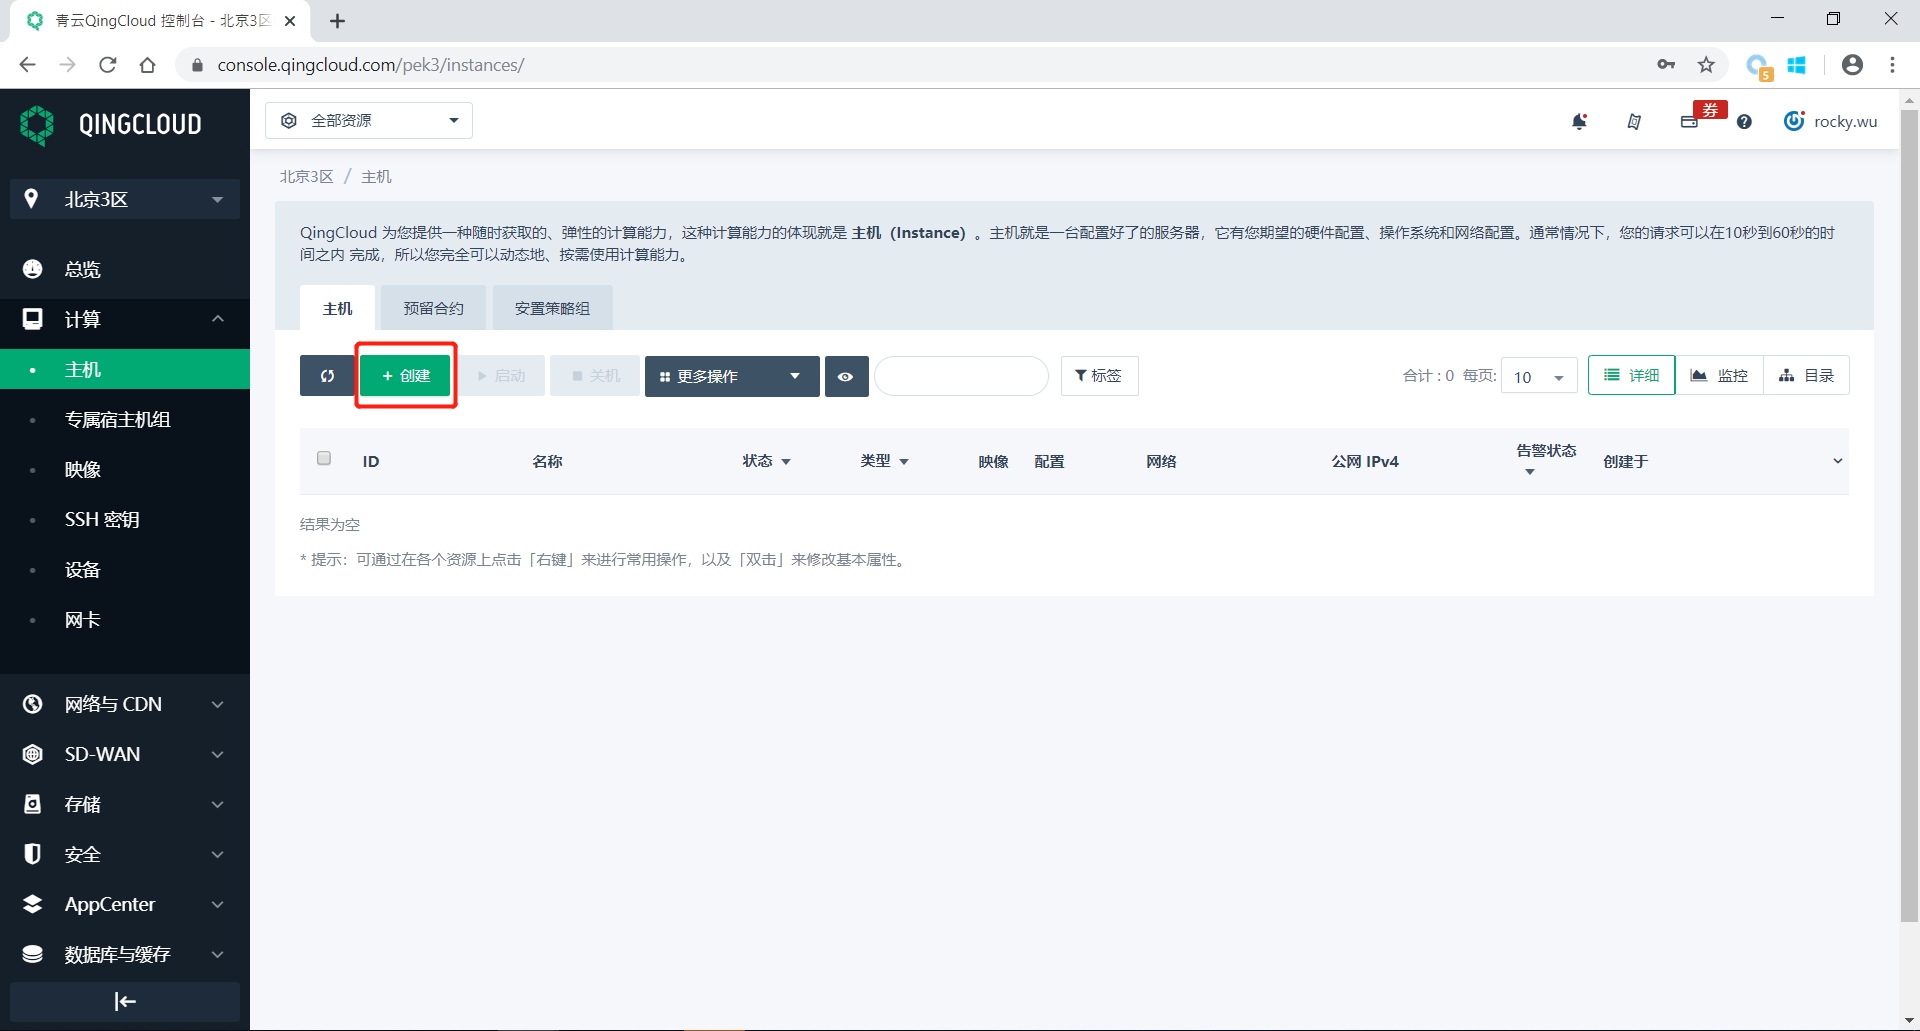 青云QingCloud 控制台 - 北京3区
console.qingcloud.com/pek3/instances/
5
QINGCLOUD
全部资源
券
rocky.wu
北京3区
北京3区 / 主机
QingCloud 为您提供一种随时获取的、弹性的计算能力，这种计算能力的体现就是 主机（Instance）。主机就是一台配置好了的服务器，它有您期望的硬件配置、操作系统和网络配置。通常情况下，您的请求可以在10秒到60秒的时
间之内 完成，所以您完全可以动态地、按需使用计算能力。
主机 预留合约 安置策略组
创建 启动 关机 更多操作 标签 合计 : 0 每页: 10 详细 监控 目录
ID 名称 状态 类型 映像 配置 网络 公网 IPv4 告警状态 创建于
结果为空
* 提示：可通过在各个资源上点击「右键」来进行常用操作，以及「双击」来修改基本属性。
总览
计算
主机
专属宿主机组
映像
SSH 密钥
设备
网卡
网络与 CDN
SD-WAN
存储
安全
AppCenter
数据库与缓存